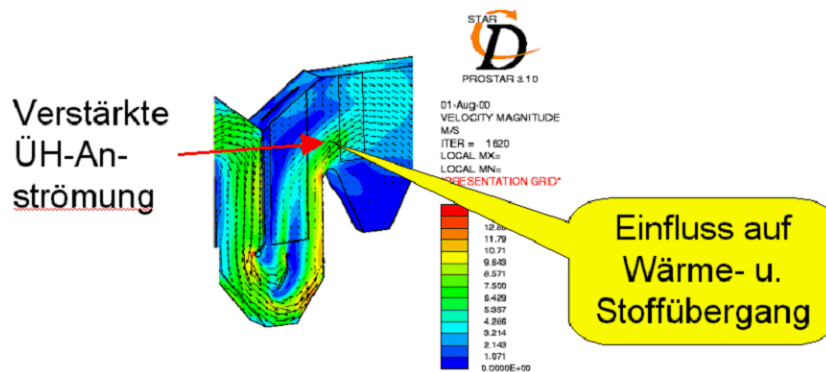 Verstärkte
ÜH-An-
strömung
STAR
CD
PROSTAR 3.10
01-Aug-00
VELOCITY MAGNITUDE
M/S
ITER = 1620
LOCAL MX=
LOCAL MN=
PRESENTATION GRID*
11.79
10.71
9.643
8.571
7.500
6.429
5.357
4.286
3.214
2.143
1.071
0.0000E+00
Einfluss auf
Wärme- u.
Stoffübergang